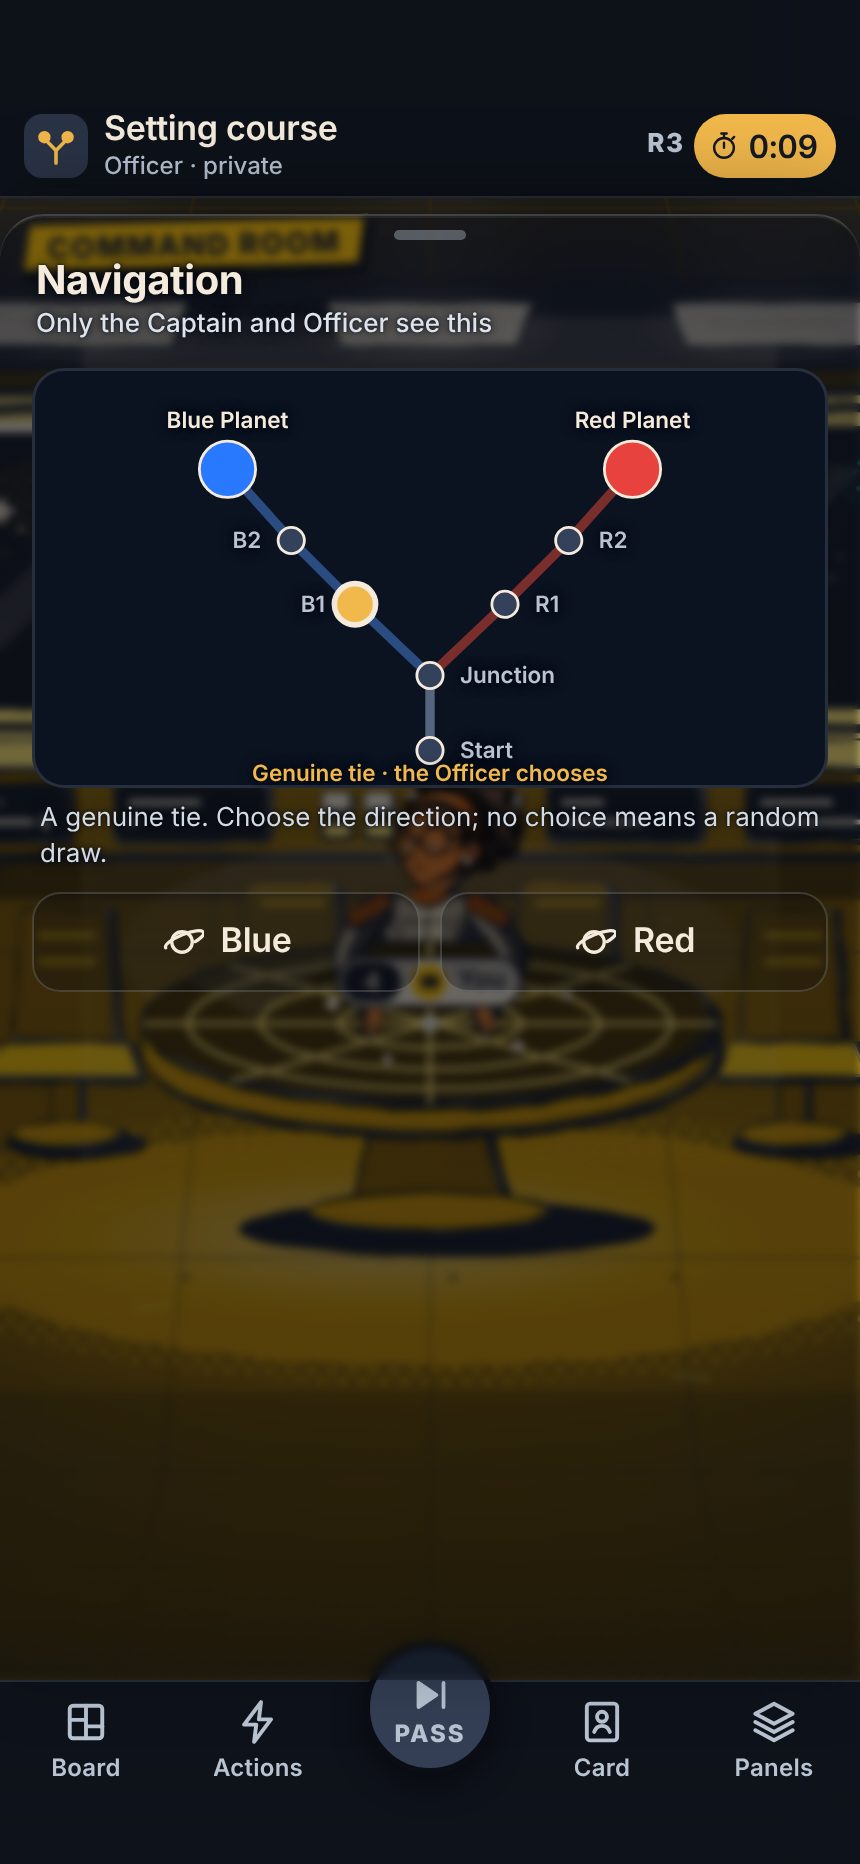 Setting course
Officer · private
R3
0:09
COMMAND ROOM
Navigation
Only the Captain and Officer see this
Blue Planet
Red Planet
B2
R2
B1
R1
Junction
Start
Genuine tie · the Officer chooses
A genuine tie. Choose the direction; no choice means a random
draw.
Blue
Red
PASS
Board
Actions
Card
Panels